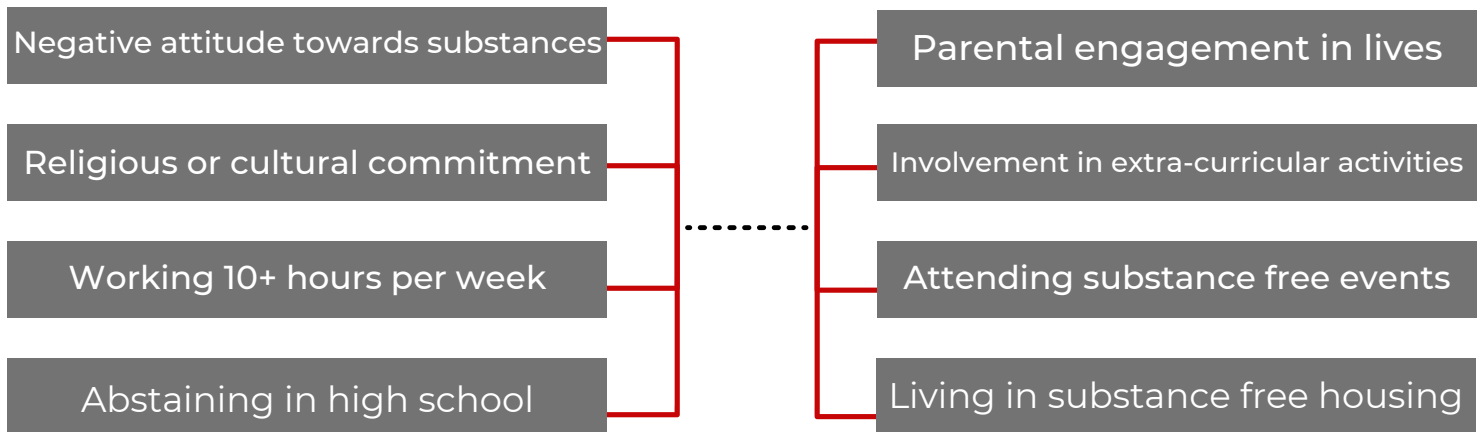 Negative attitude towards substances
Religious or cultural commitment
Working 10+ hours per week
Abstaining in high school
Parental engagement in lives
Involvement in extra-curricular activities
Attending substance free events
Living in substance free housing